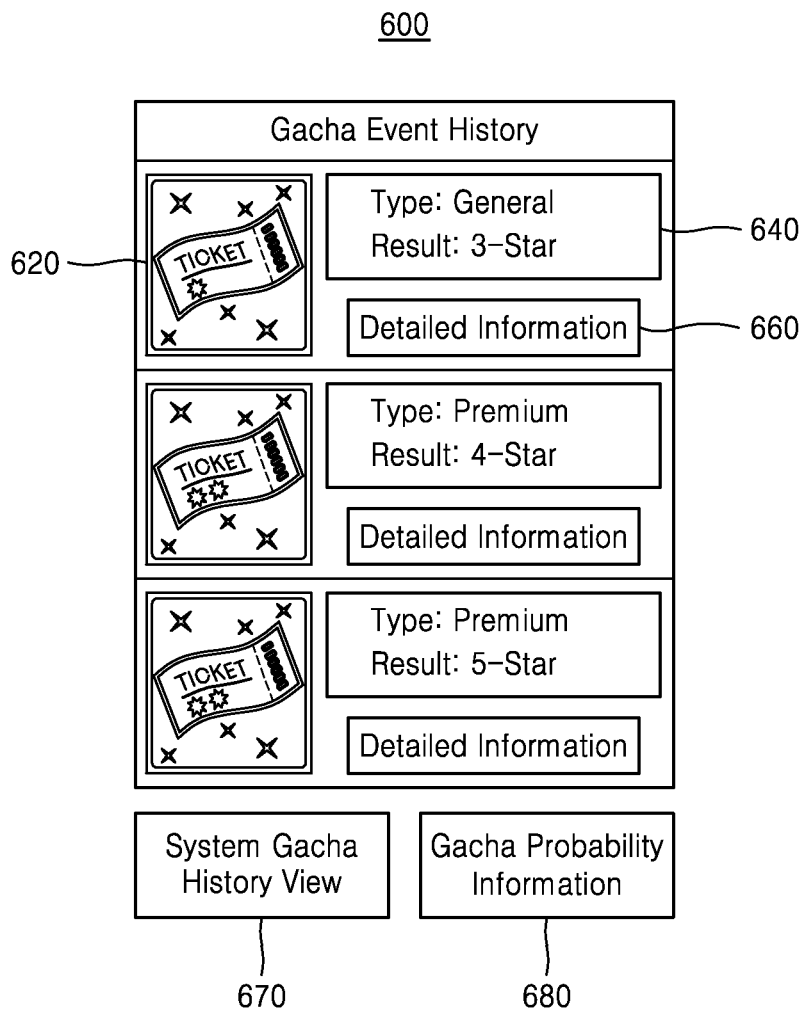 600
Gacha Event History
TICKET
Type: General
Result: 3-Star
620
640
Detailed Information
660
TICKET
Type: Premium
Result: 4-Star
Detailed Information
TICKET
Type: Premium
Result: 5-Star
Detailed Information
System Gacha
History View
Gacha Probability
Information
670
680